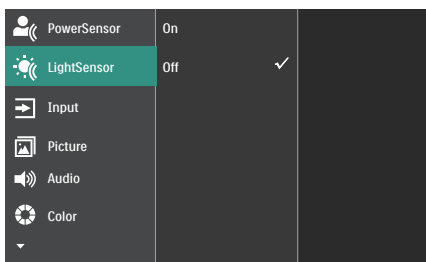 PowerSensor
On
LightSensor
Off
Input
Picture
Audio
Color